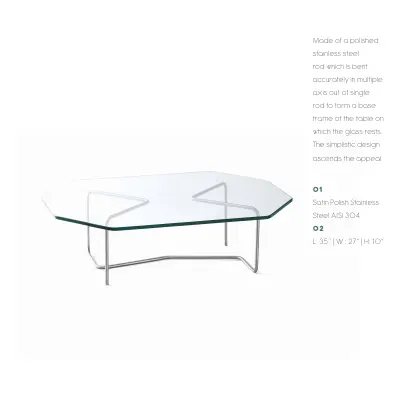 Made of a polished
stainless steel
rod which is bent
accurately in multiple
axis out of single
rod to form a base
frame of the table on
which the glass rests.
The simplistic design
ascends the appeal.
01
Satin Polish Stainless
Steel AISI 304
02
L: 35" | W : 27" | H: 10"